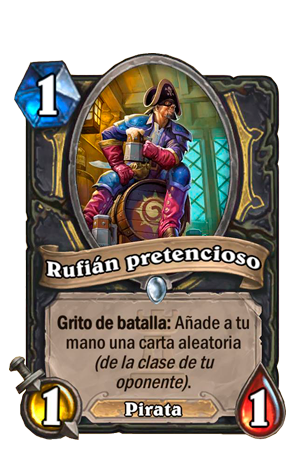 1
Rufián pretencioso
Grito de batalla: Añade a tu
mano una carta aleatoria
(de la clase de tu
oponente).
1
Pirata
1